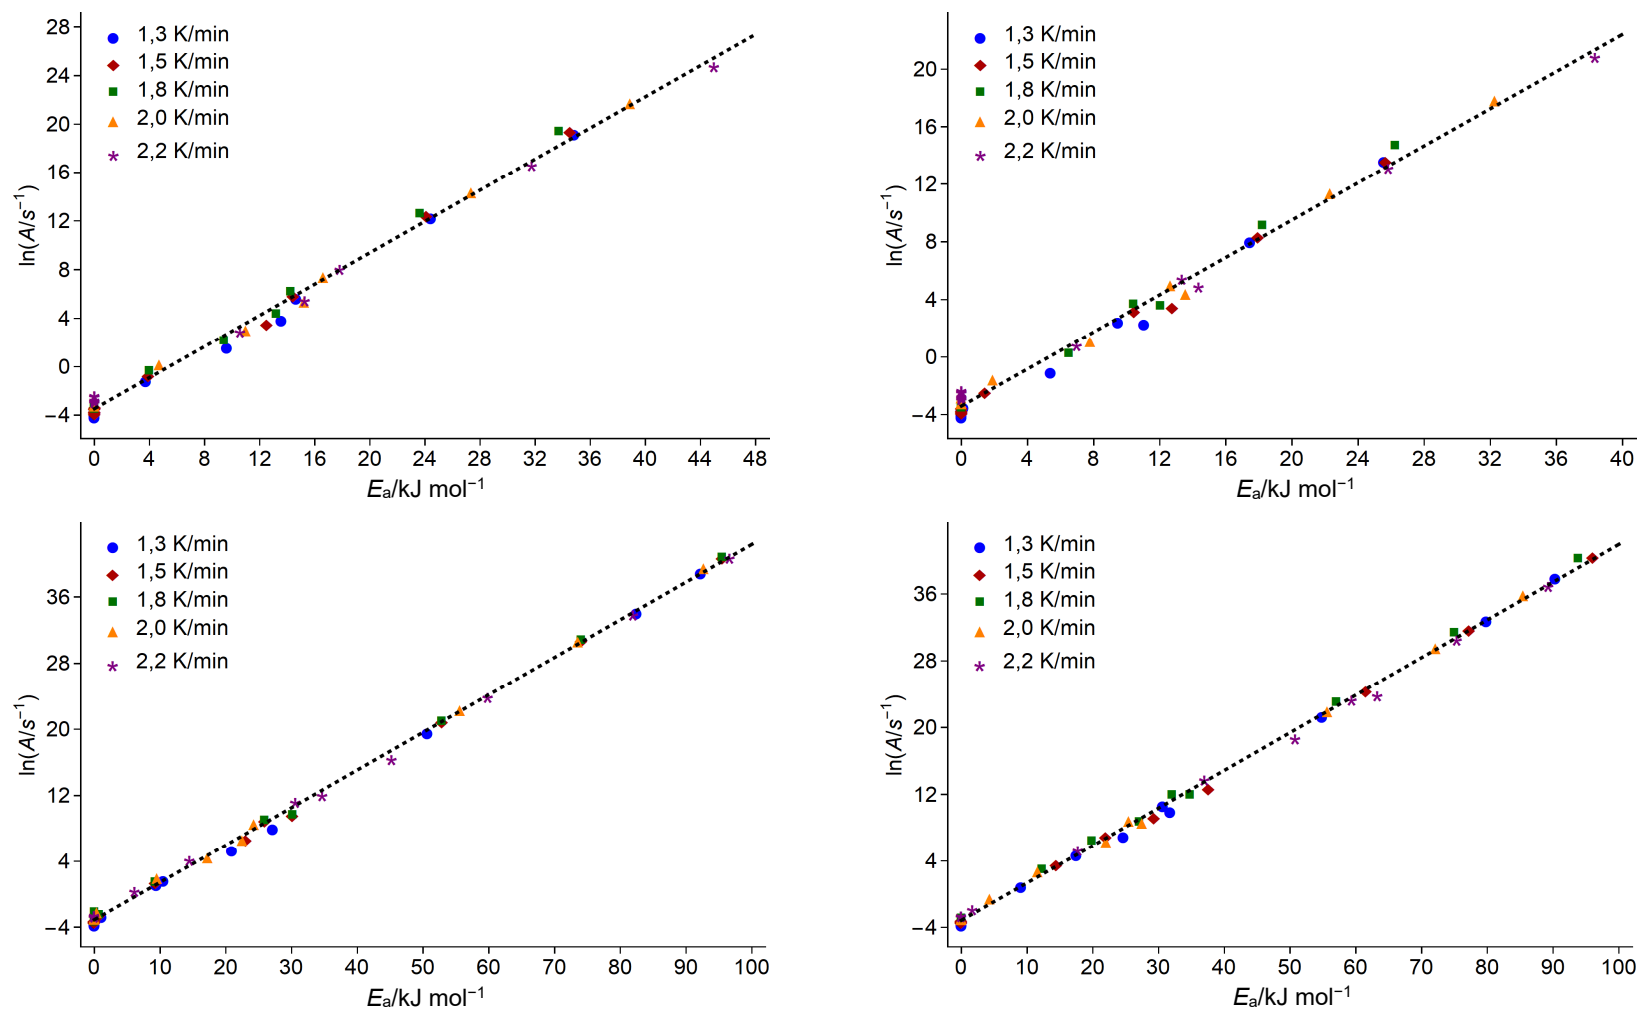 28
24
20
16
12
8
4
0
−4
ln(A/s⁻¹)
1,3 K/min
1,5 K/min
1,8 K/min
2,0 K/min
2,2 K/min
0 4 8 12 16 20 24 28 32 36 40 44 48
Eₐ/kJ mol⁻¹
20
16
12
8
4
0
−4
ln(A/s⁻¹)
1,3 K/min
1,5 K/min
1,8 K/min
2,0 K/min
2,2 K/min
0 4 8 12 16 20 24 28 32 36 40
Eₐ/kJ mol⁻¹
36
28
20
12
4
−4
ln(A/s⁻¹)
1,3 K/min
1,5 K/min
1,8 K/min
2,0 K/min
2,2 K/min
0 10 20 30 40 50 60 70 80 90 100
Eₐ/kJ mol⁻¹
36
28
20
12
4
−4
ln(A/s⁻¹)
1,3 K/min
1,5 K/min
1,8 K/min
2,0 K/min
2,2 K/min
0 10 20 30 40 50 60 70 80 90 100
Eₐ/kJ mol⁻¹